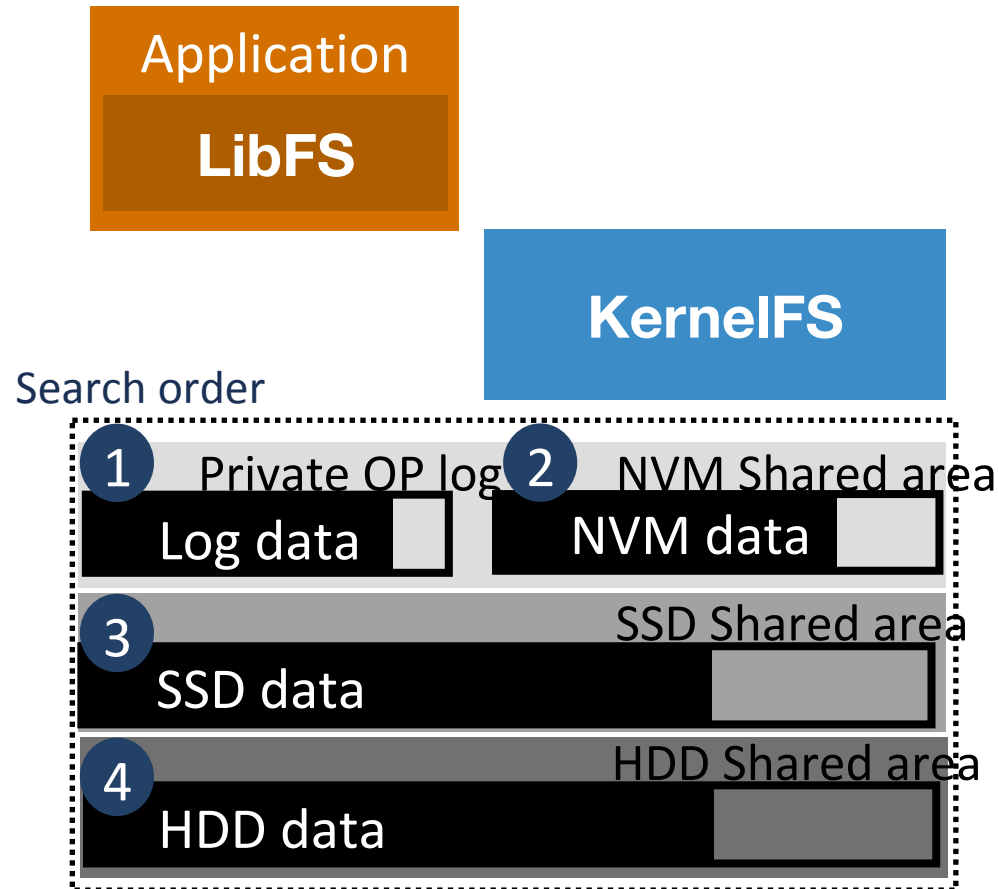 Application
LibFS
KernelFS
Search order
1 Private OP log 2 NVM Shared area
Log data NVM data
3 SSD Shared area
SSD data
4 HDD Shared area
HDD data